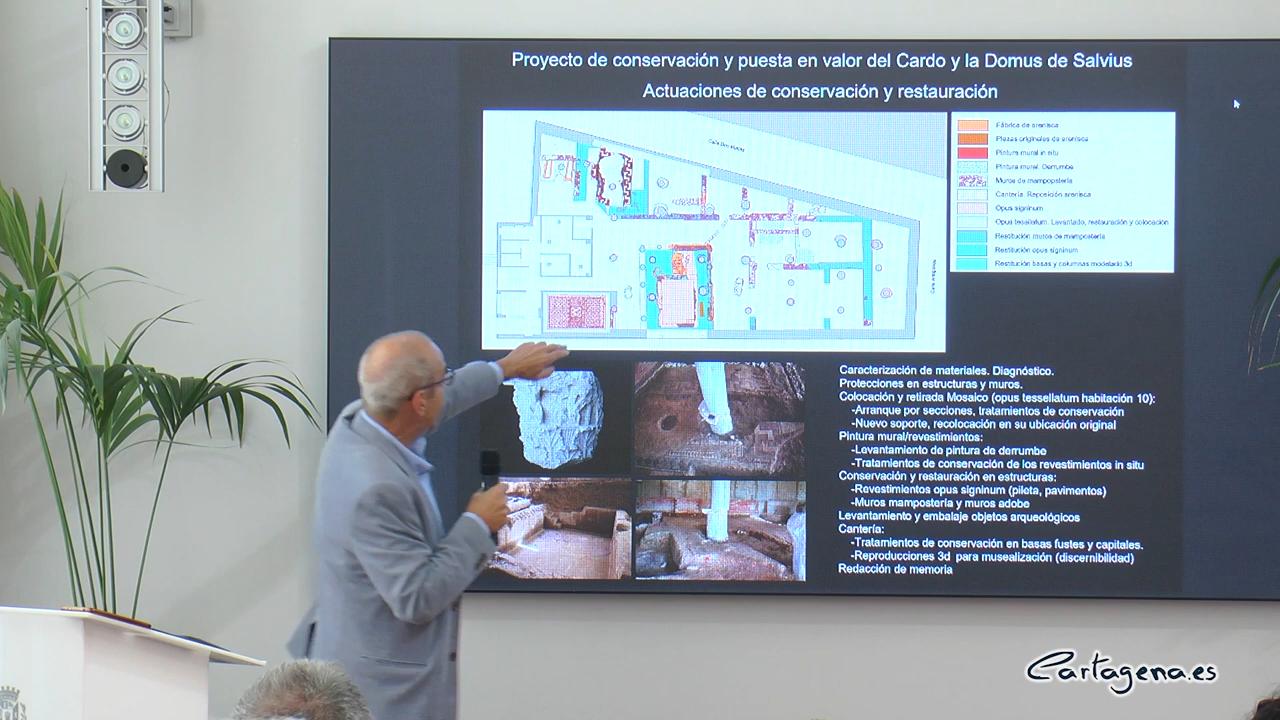 Proyecto de conservación y puesta en valor del Cardo y la Domus de Salvius
Actuaciones de conservación y restauración
Fábrica de arenisca
Piezas originales de arenisca
Pintura mural in situ
Pintura mural. Derrumbe
Muros de mampostería
Cantería. Reposición arenisca
Opus signinum
Opus tessellatum. Levantado, restauración y colocación
Restitución muros de mampostería
Restitución opus signinum
Restitución basas y columnas modelado 3d
Caracterización de materiales. Diagnóstico.
Protecciones en estructuras y muros.
Colocación y retirada Mosaico (opus tessellatum habitación 10):
-Arranque por secciones, tratamientos de conservación
-Nuevo soporte, recolocación en su ubicación original
Pintura mural/revestimientos:
-Levantamiento de pintura de derrumbe
-Tratamientos de conservación de los revestimientos in situ
Conservación y restauración en estructuras:
-Revestimientos opus signinum (pileta, pavimentos)
-Muros mampostería y muros adobe
Levantamiento y embalaje objetos arqueológicos
Cantería:
-Tratamientos de conservación en basas fustes y capitales.
-Reproducciones 3d para musealización (discernibilidad)
Redacción de memoria
Cartagena.es